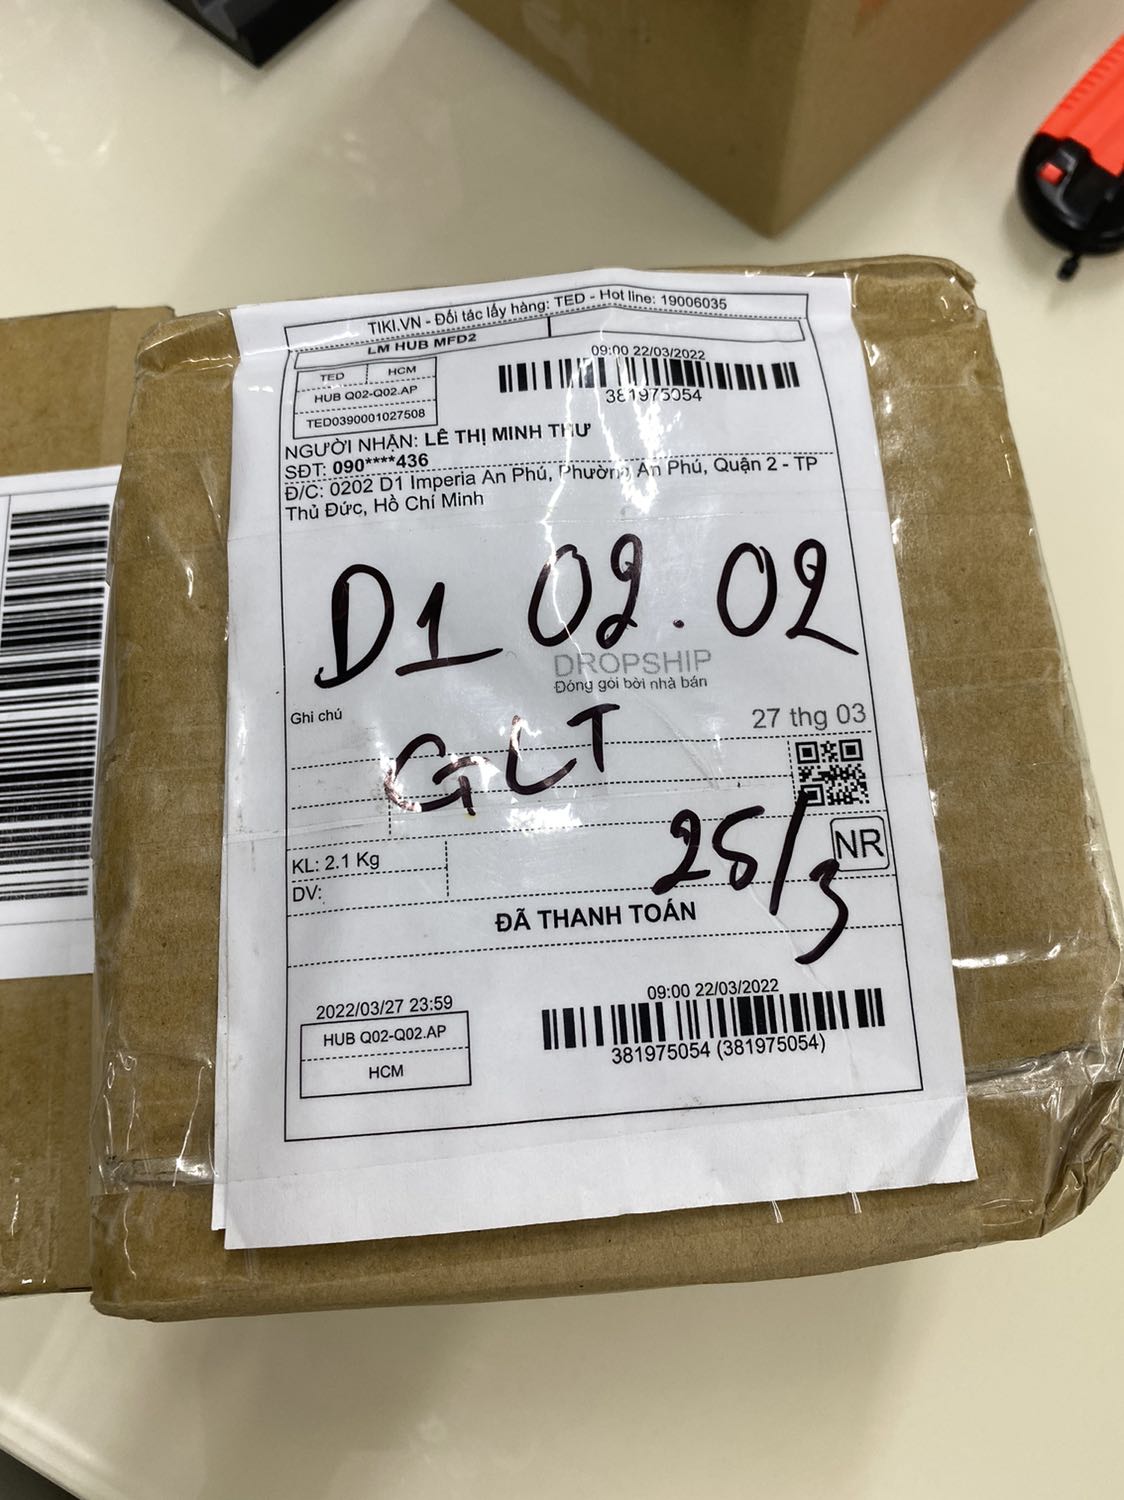 TIKI.VN - Đối tác lấy hàng: TED - Hot line: 19006035
LM HUB MFD2
TED HCM
HUB Q02-Q02.AP
TED0390001027508
09:00 22/03/2022
381975054
NGƯỜI NHẬN: LÊ THỊ MINH THƯ
SĐT: 090****436
Đ/C: 0202 D1 Imperia An Phú, Phường An Phú, Quận 2 - TP
Thủ Đức, Hồ Chí Minh
D1 02.02
DROPSHIP
Đóng gói bởi nhà bán
Ghi chú
27 thg 03
GLT
25/3
NR
KL: 2.1 Kg
DV:
ĐÃ THANH TOÁN
2022/03/27 23:59
HUB Q02-Q02.AP
HCM
09:00 22/03/2022
381975054 (381975054)